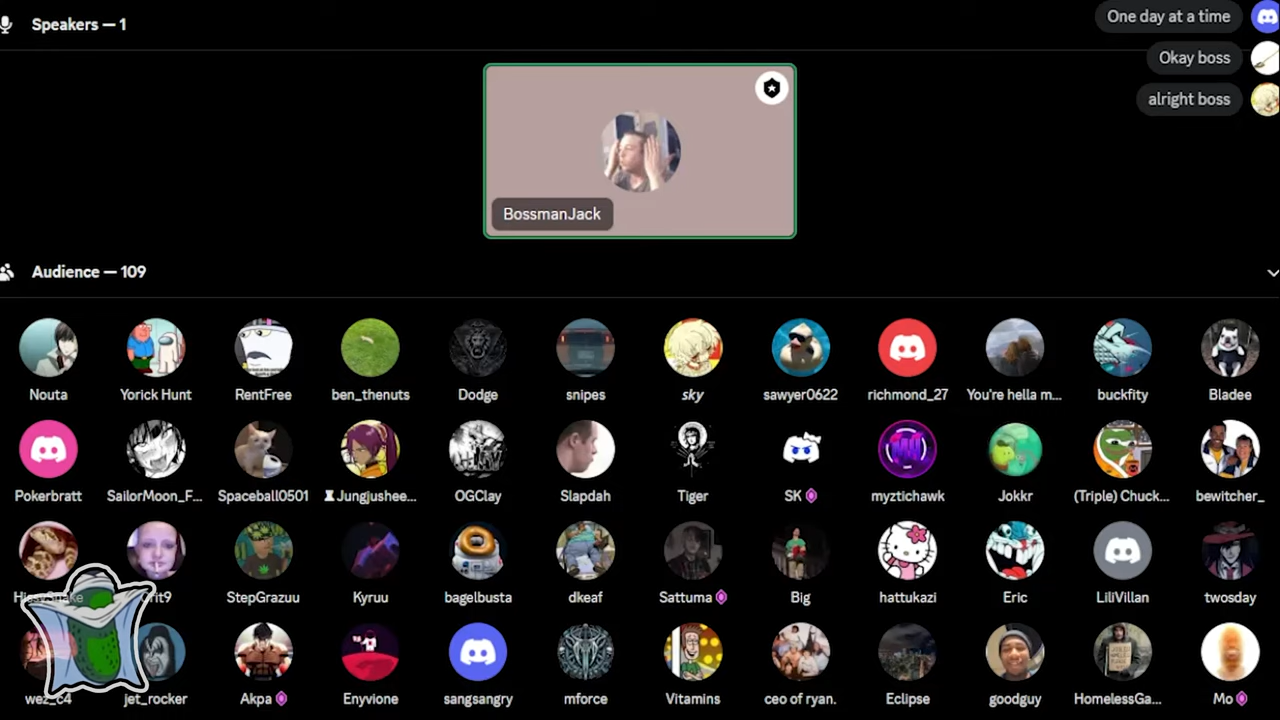 Speakers — 1
One day at a time
Okay boss
alright boss
BossmanJack
Audience — 109
Nouta
Yorick Hunt
RentFree
ben_thenuts
Dodge
snipes
sky
sawyer0622
richmond_27
You're hella m...
buckfity
Bladee
Pokerbratt
SailorMoon_F...
Spaceball0501
Jungjushee...
OGClay
Slapdah
Tiger
SK
myztichawk
Jokkr
(Triple) Chuck...
bewitcher_
StepGrazuu
Kyruu
bagelbusta
dkeaf
Sattuma
Big
hattukazi
Eric
LiliVillan
twosday
wez_c4
jet_rocker
Akpa
Enyvione
sangsangry
mforce
Vitamins
ceo of ryan.
Eclipse
goodguy
HomelessGa...
Mo